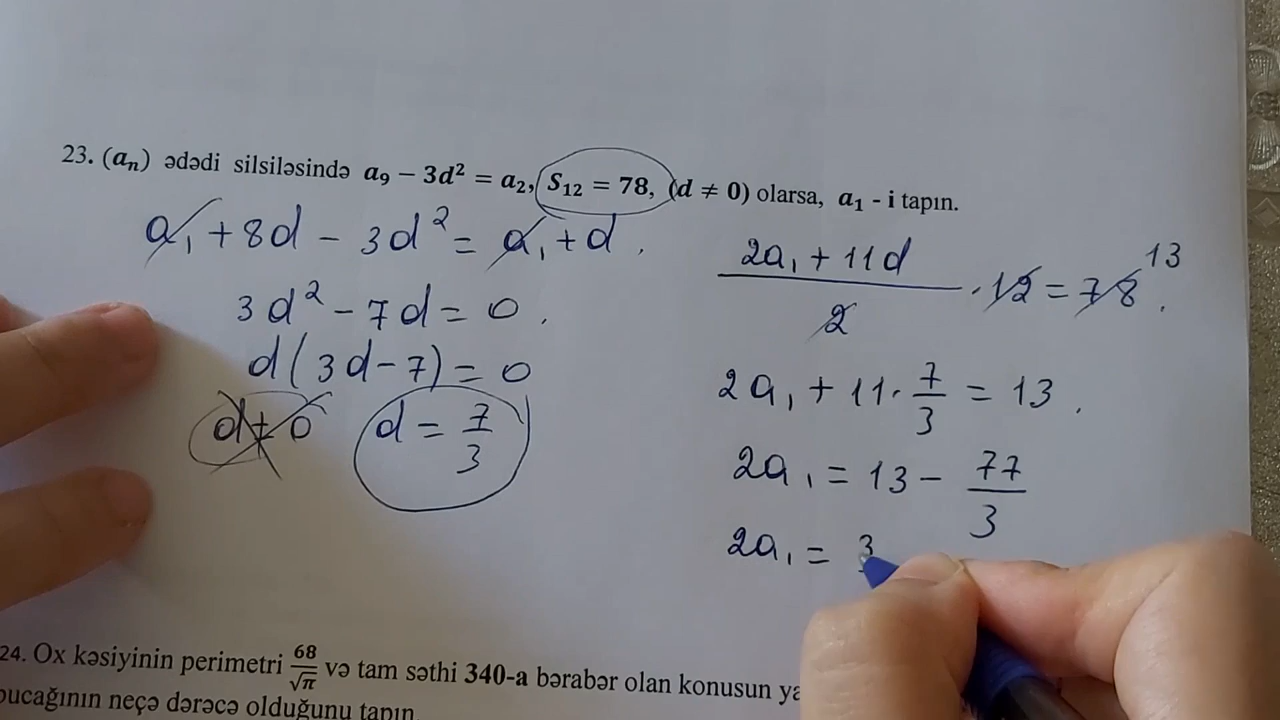 23. (aₙ) ədədi silsiləsində a₉ − 3d² = a₂, S₁₂ = 78, (d ≠ 0) olarsa, a₁ - i tapın.
a₁ + 8d − 3d² = a₁ + d .
3d² − 7d = 0 .
d(3d − 7) = 0
d ≠ 0 d = 7/3
(2a₁ + 11d)/2 · 12 = 78 13 .
2a₁ + 11 · 7/3 = 13 .
2a₁ = 13 − 77/3
2a₁ = 3
24. Ox kəsiyinin perimetri 68/√π və tam səthi 340-a bərabər olan konusun
bucağının neçə dərəcə olduğunu tapın